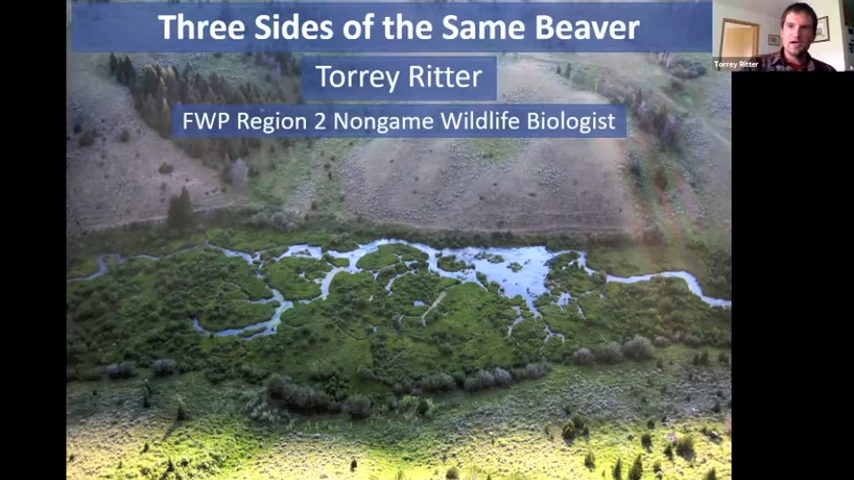 Three Sides of the Same Beaver
Torrey Ritter
FWP Region 2 Nongame Wildlife Biologist
Torrey Ritter